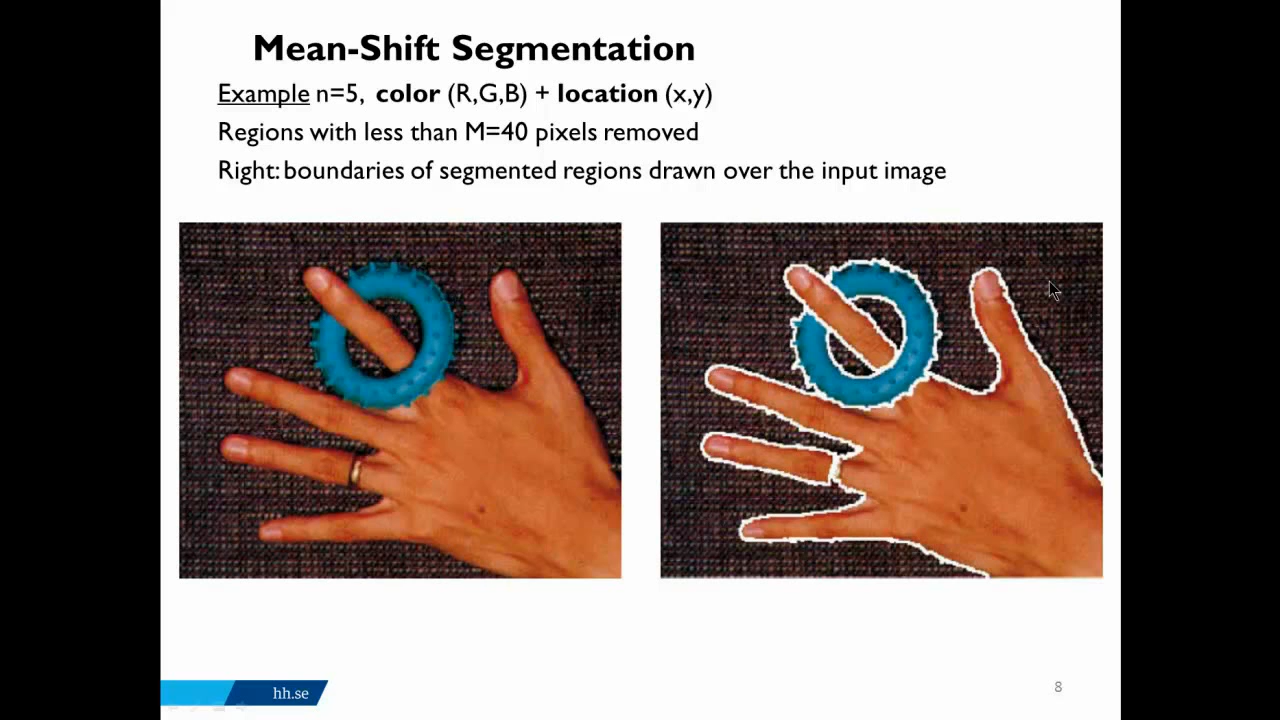 Mean-Shift Segmentation
Example n=5, color (R,G,B) + location (x,y)
Regions with less than M=40 pixels removed
Right: boundaries of segmented regions drawn over the input image
hh.se
8